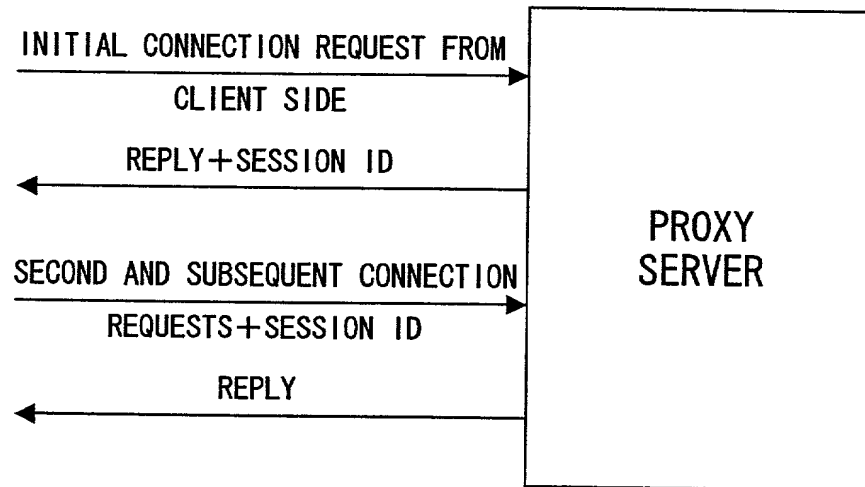 INITIAL CONNECTION REQUEST FROM
CLIENT SIDE
REPLY+SESSION ID
SECOND AND SUBSEQUENT CONNECTION
REQUESTS+SESSION ID
REPLY
PROXY
SERVER